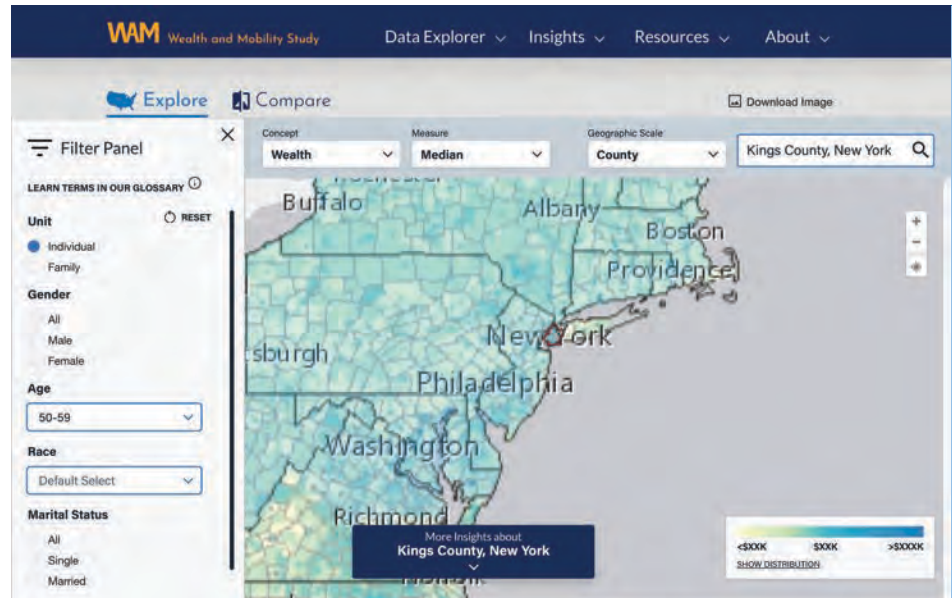 WAM Wealth and Mobility Study Data Explorer Insights Resources About
Explore Compare Download Image
Filter Panel
LEARN TERMS IN OUR GLOSSARY
Unit RESET
Individual
Family
Gender
All
Male
Female
Age
50-59
Race
Default Select
Marital Status
All
Single
Married
Concept Measure Geographic Scale
Wealth Median County Kings County, New York
Buffalo Albany
Boston
Providence
New York
sburgh
Philadelphia
Washington
Richmond
More Insights about
Kings County, New York
<$XXK $XXK >$XXXXK
SHOW DISTRIBUTION